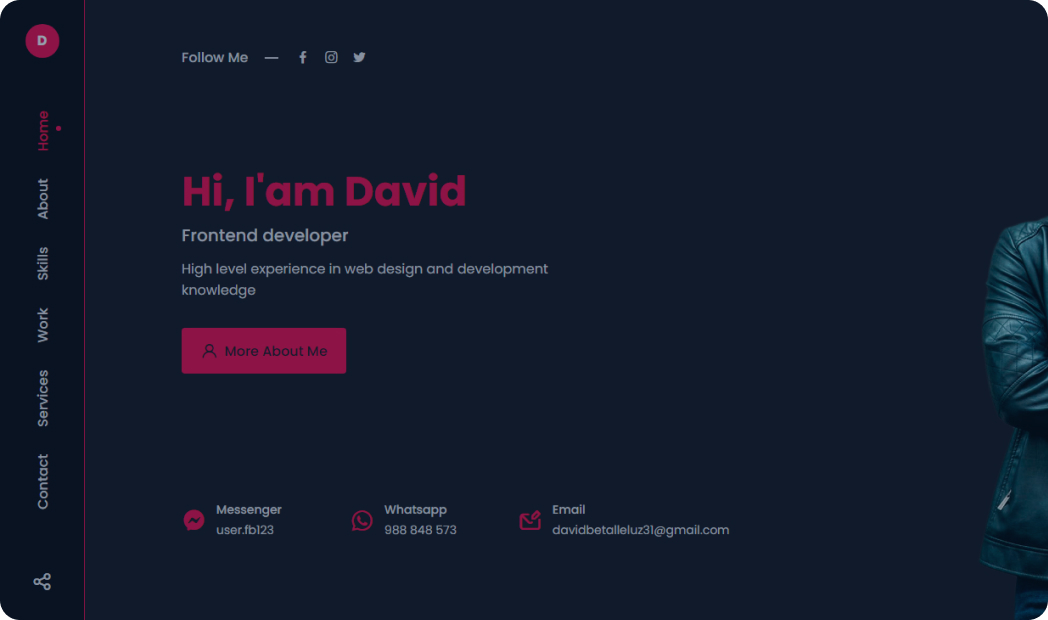 D
Home
About
Skills
Work
Services
Contact
Follow Me
Hi, I'am David
Frontend developer
High level experience in web design and development
knowledge
More About Me
Messenger
user.fb123
Whatsapp
988 848 573
Email
davidbetalleluz31@gmail.com